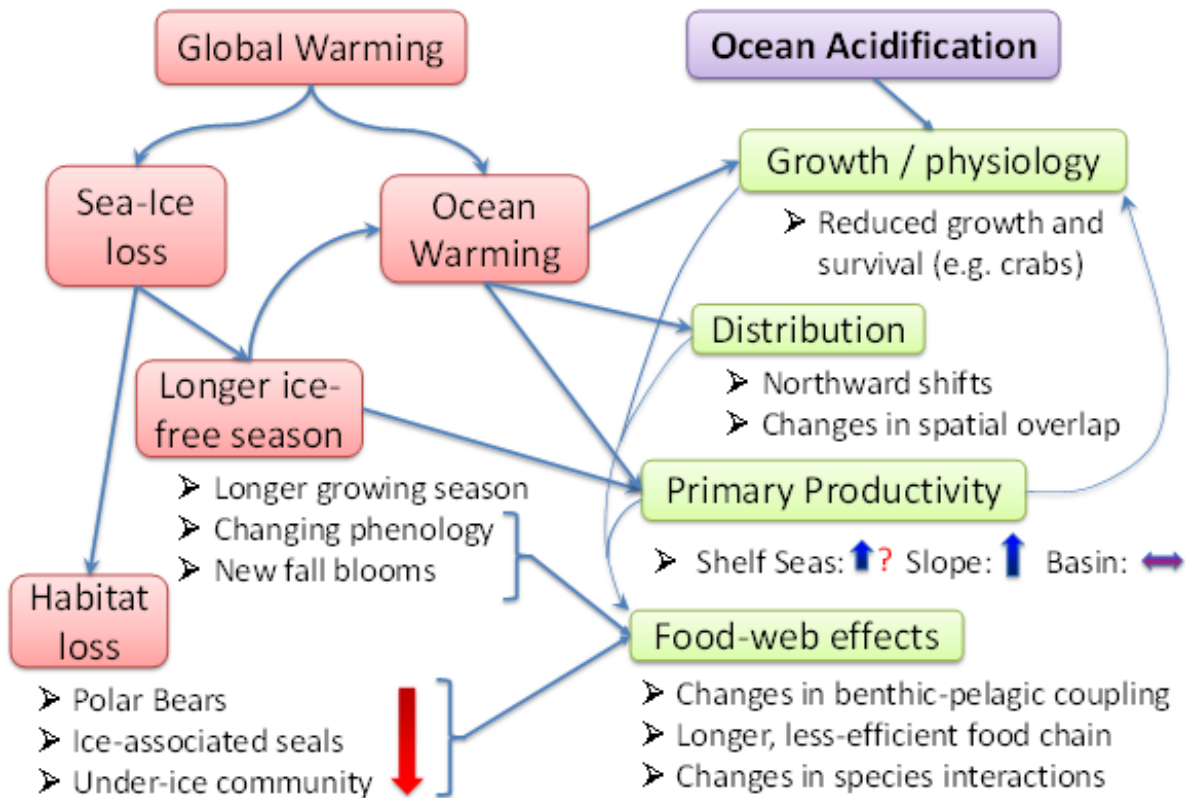 Global Warming
Ocean Acidification
Sea-Ice
loss
Ocean
Warming
Growth / physiology
➢ Reduced growth and
survival (e.g. crabs)
Distribution
➢ Northward shifts
➢ Changes in spatial overlap
Longer ice-
free season
➢ Longer growing season
➢ Changing phenology
➢ New fall blooms
Primary Productivity
➢ Shelf Seas: ? Slope: Basin:
Habitat
loss
➢ Polar Bears
➢ Ice-associated seals
➢ Under-ice community
Food-web effects
➢ Changes in benthic-pelagic coupling
➢ Longer, less-efficient food chain
➢ Changes in species interactions